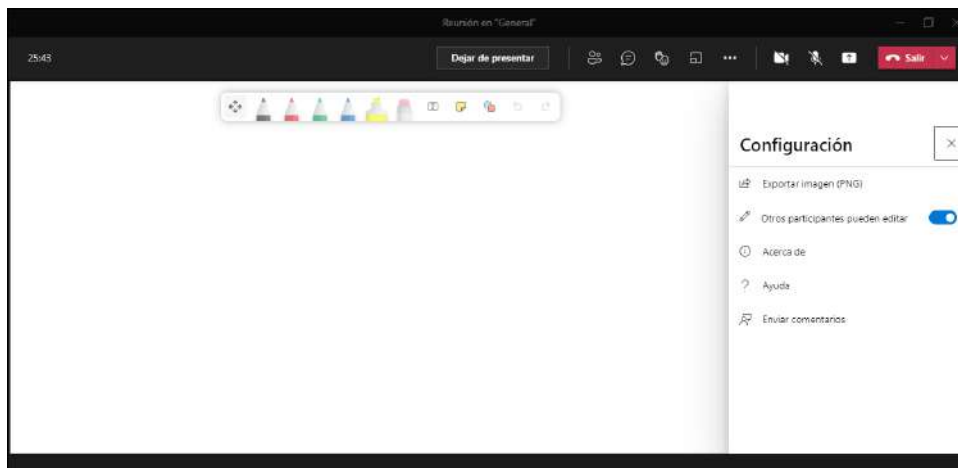 Reunión en "General"
25:43
Dejar de presentar
Salir
Configuración
Exportar imagen (PNG)
Otros participantes pueden editar
Acerca de
Ayuda
Enviar comentarios